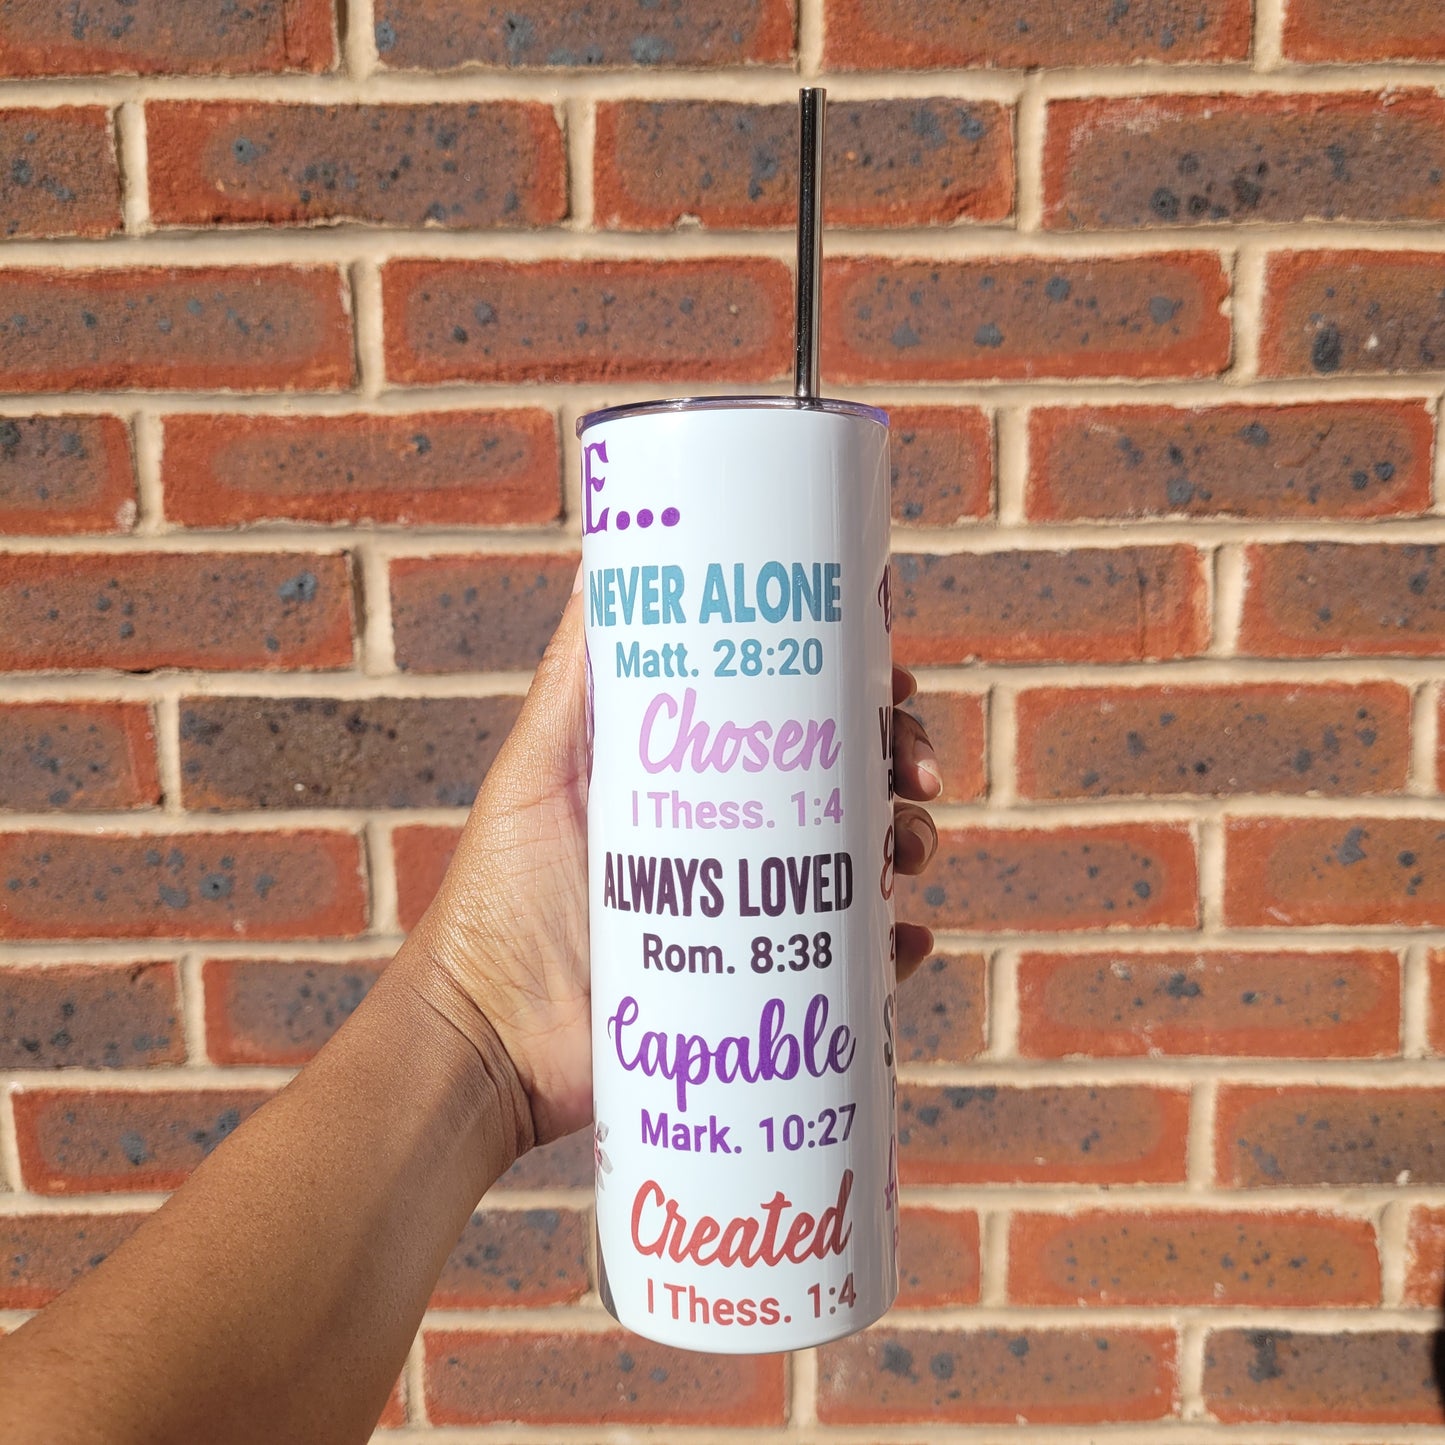 NEVER ALONE
Matt. 28:20
Chosen
I Thess. 1:4
ALWAYS LOVED
Rom. 8:38
Capable
Mark. 10:27
Created
I Thess. 1:4